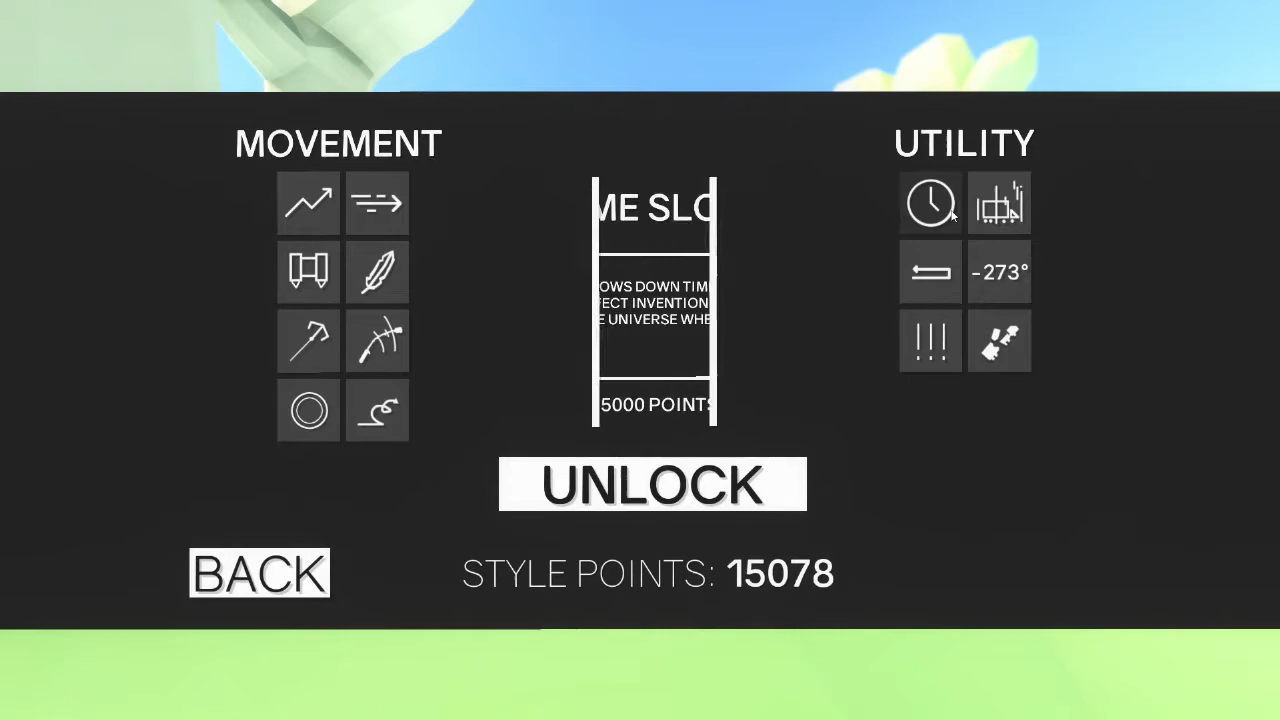 MOVEMENT
UTILITY
ME SLO
OWS DOWN TIM
FECT INVENTION
E UNIVERSE WHE
5000 POINTS
-273°
!!!
UNLOCK
BACK
STYLE POINTS: 15078